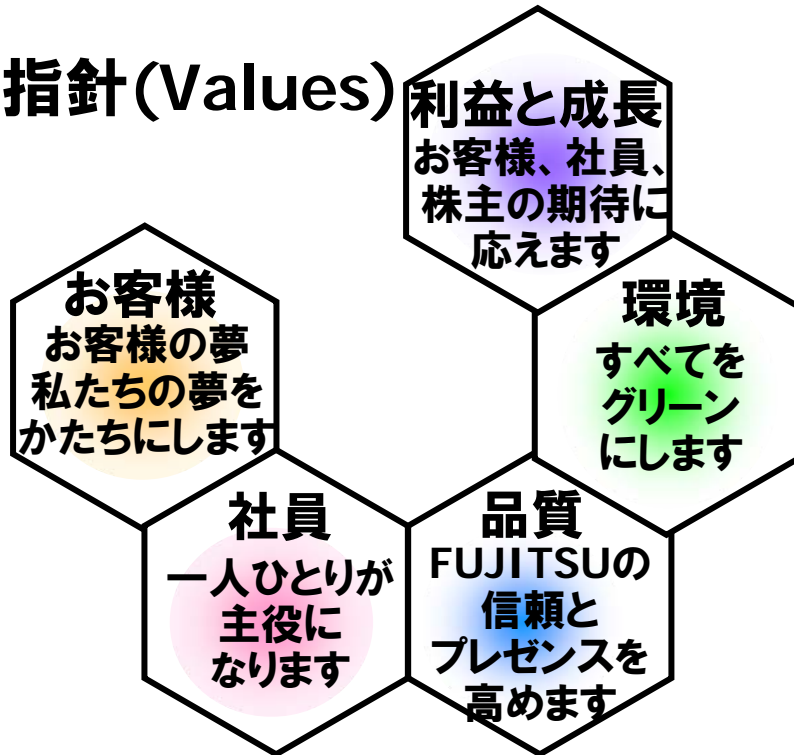 指針(Values)
利益と成長
お客様、社員、
株主の期待に
応えます
お客様
お客様の夢
私たちの夢を
かたちにします
環境
すべてを
グリーン
にします
社員
一人ひとりが
主役に
なります
品質
FUJITSUの
信頼と
プレゼンスを
高めます